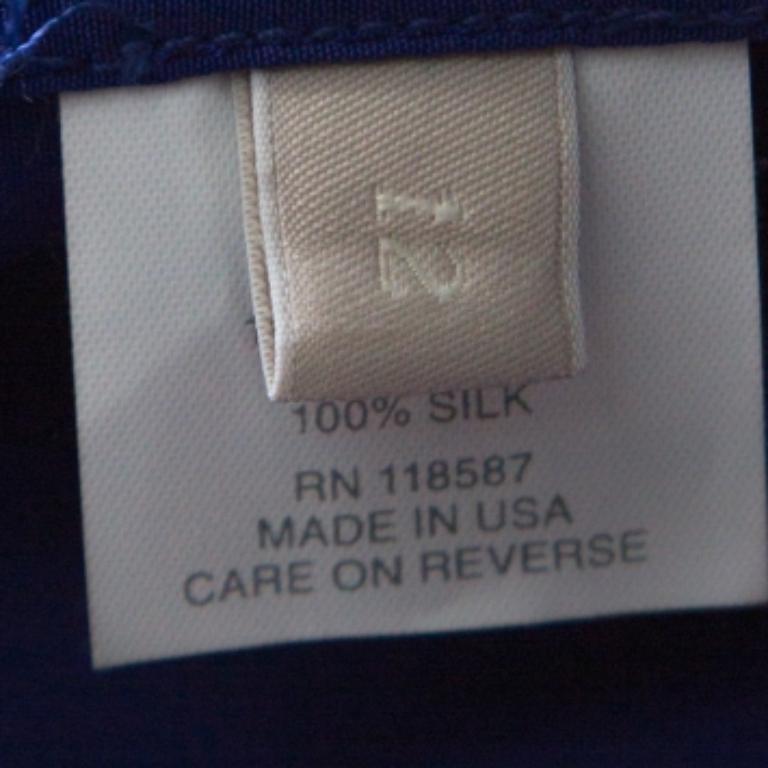 12
100% SILK
RN 118587
MADE IN USA
CARE ON REVERSE